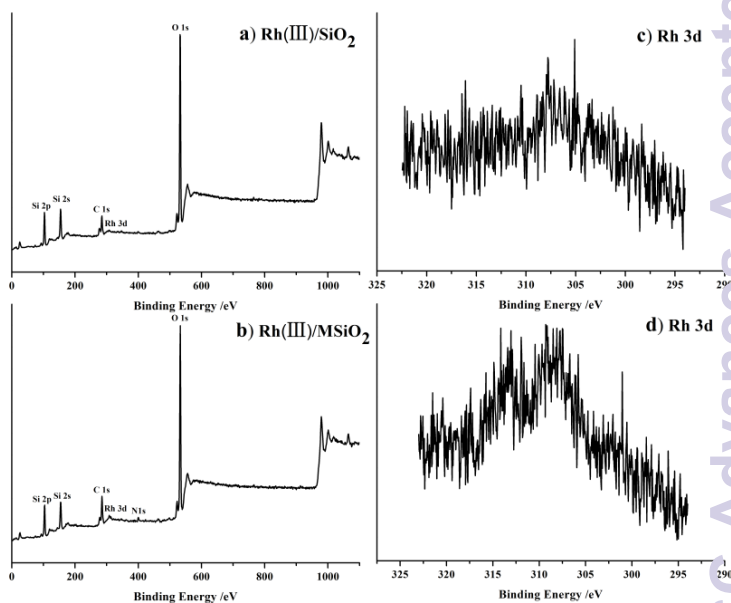 a) Rh(Ⅲ)/SiO2
O 1s
Si 2p
Si 2s
C 1s
Rh 3d
0 200 400 600 800 1000
Binding Energy /eV
c) Rh 3d
325 320 315 310 305 300 295 290
Binding Energy /eV
b) Rh(Ⅲ)/MSiO2
O 1s
Si 2p
Si 2s
C 1s
Rh 3d
N1s
0 200 400 600 800 1000
Binding Energy /eV
d) Rh 3d
325 320 315 310 305 300 295 290
Binding Energy /eV